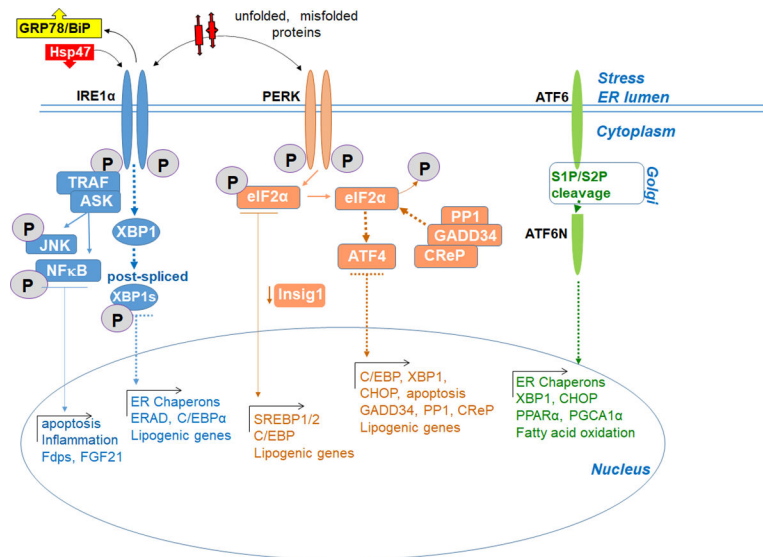 GRP78/BiP
Hsp47
unfolded, misfolded
proteins
IRE1α
PERK
ATF6
Stress
ER lumen
Cytoplasm
P
P
P
P
TRAF
ASK
P
eIF2α
eIF2α
P
S1P/S2P
cleavage
Golgi
XBP1
PP1
GADD34
CReP
ATF6N
P
JNK
NFκB
P
ATF4
post-spliced
XBP1s
P
Insig1
apoptosis
Inflammation
Fdps, FGF21
ER Chaperons
ERAD, C/EBPα
Lipogenic genes
SREBP1/2
C/EBP
Lipogenic genes
C/EBP, XBP1,
CHOP, apoptosis
GADD34, PP1, CReP
Lipogenic genes
ER Chaperons
XBP1, CHOP
PPARα, PGCA1α
Fatty acid oxidation
Nucleus